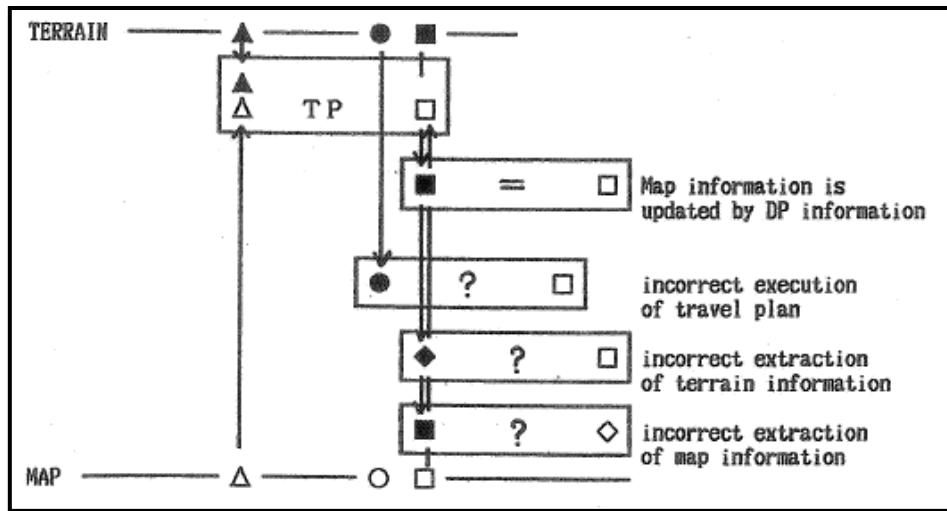 TERRAIN
TP
=
Map information is
updated by DP information
?
incorrect execution
of travel plan
?
incorrect extraction
of terrain information
?
incorrect extraction
of map information
MAP